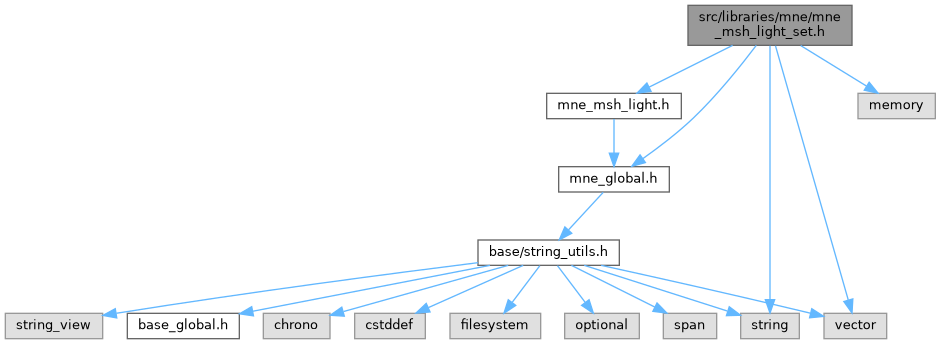 src/libraries/mne/mne
_msh_light_set.h
mne_msh_light.h
memory
mne_global.h
base/string_utils.h
string_view
base_global.h
chrono
cstddef
filesystem
optional
span
string
vector